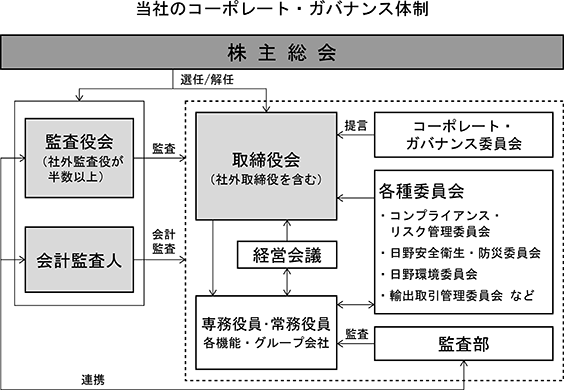 当社のコーポレート・ガバナンス体制
株主総会
選任/解任
監査役会
（社外監査役が
半数以上）
監査
取締役会
（社外取締役を含む）
提言
コーポレート・
ガバナンス委員会
各種委員会
・コンプライアンス・
リスク管理委員会
・日野安全衛生・防災委員会
・日野環境委員会
・輸出取引管理委員会 など
会計監査人
会計
監査
経営会議
専務役員・常務役員
各機能・グループ会社
監査
監査部
連携